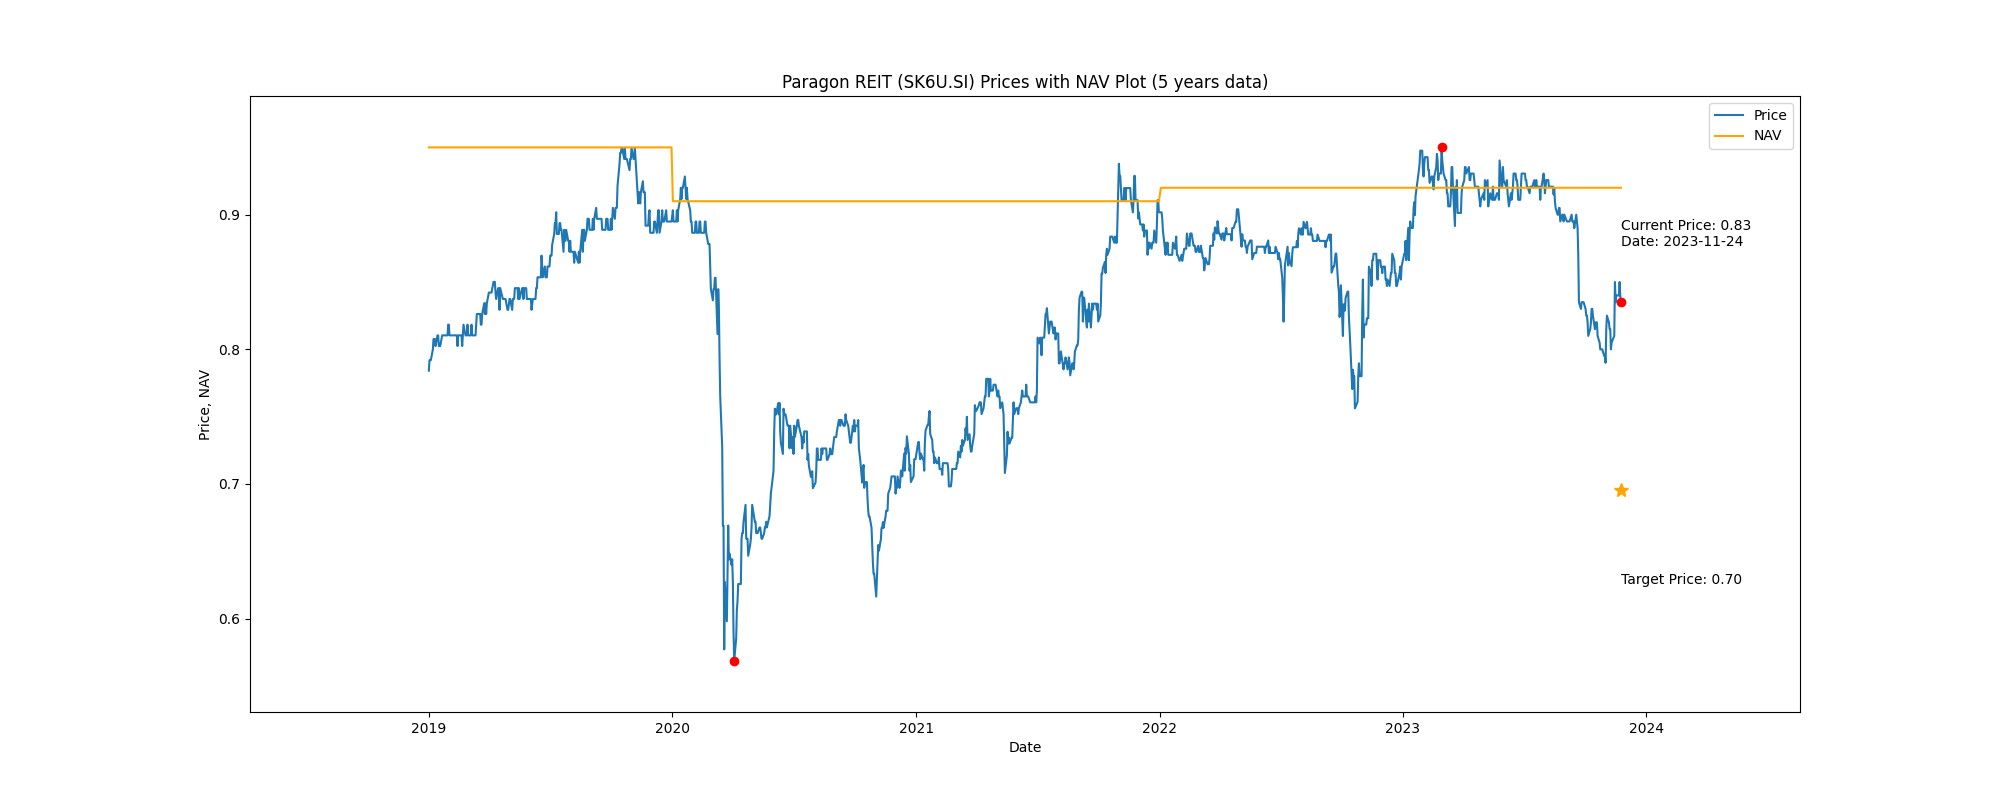 Paragon REIT (SK6U.SI) Prices with NAV Plot (5 years data)
Price
NAV
0.9
0.8
0.7
0.6
Price, NAV
Current Price: 0.83
Date: 2023-11-24
Target Price: 0.70
2019
2020
2021
2022
2023
2024
Date